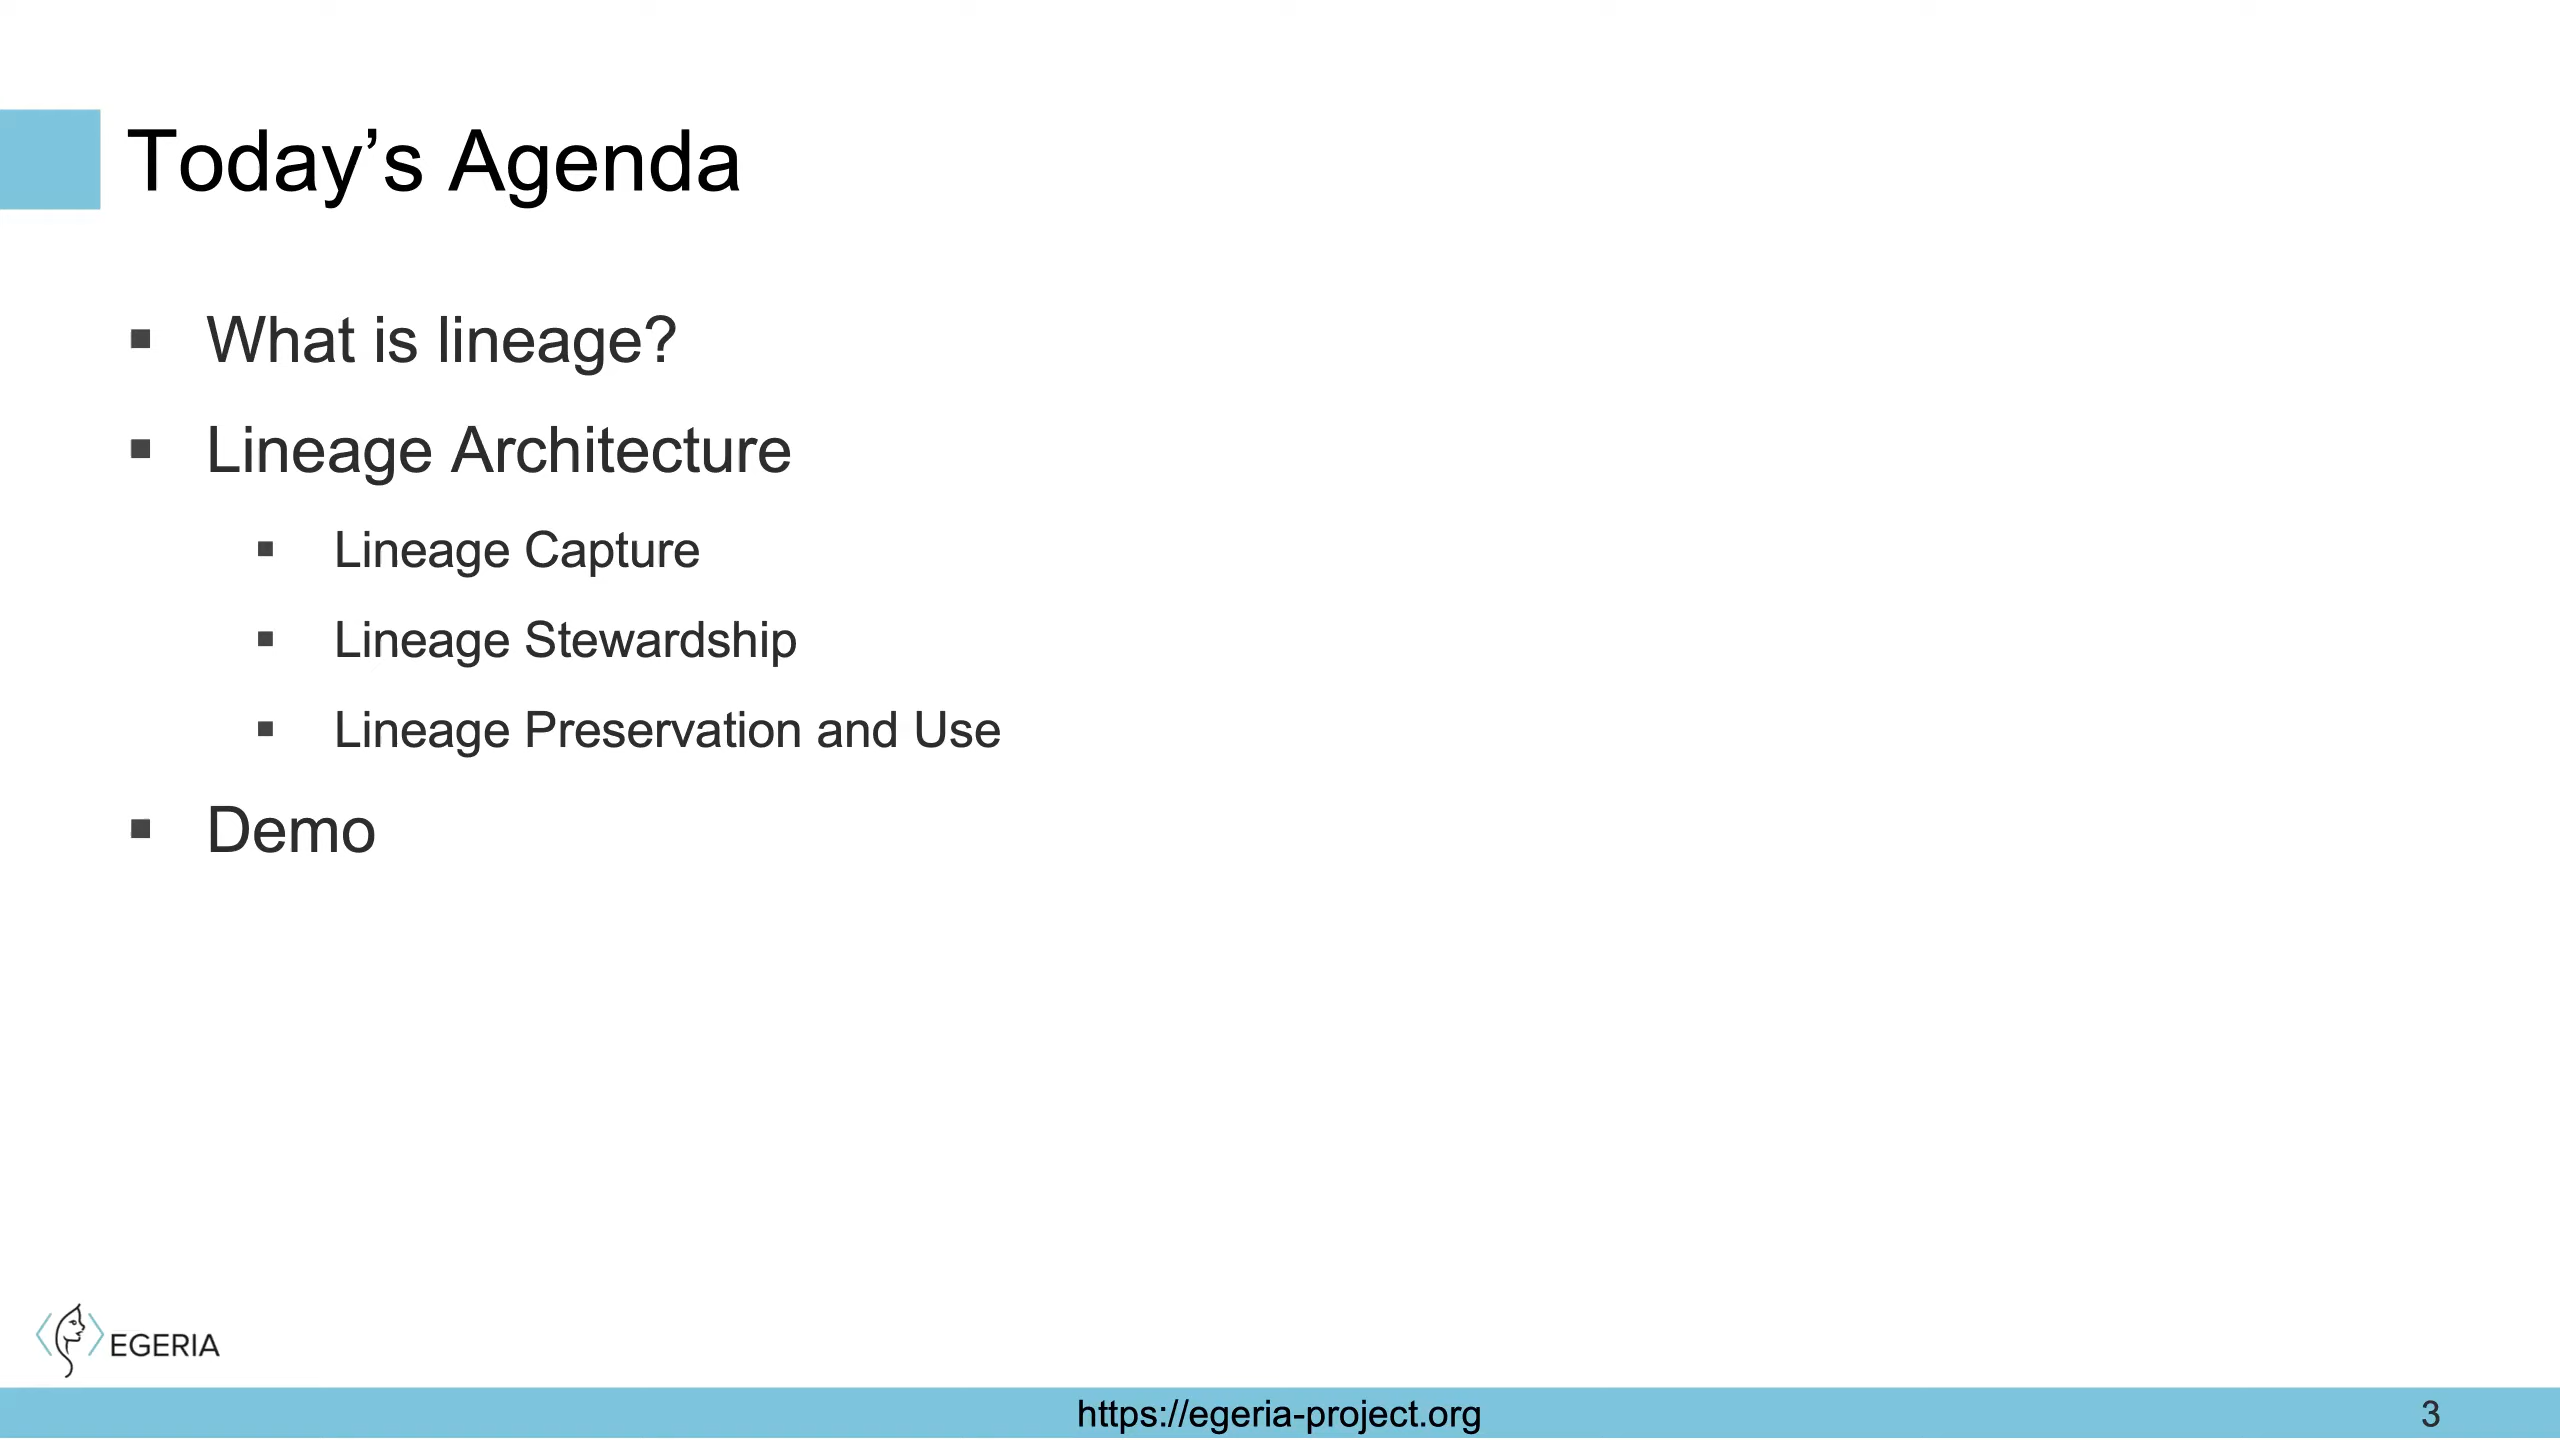 Today’s Agenda
▪ What is lineage?
▪ Lineage Architecture
▪ Lineage Capture
▪ Lineage Stewardship
▪ Lineage Preservation and Use
▪ Demo
EGERIA
https://egeria-project.org
3